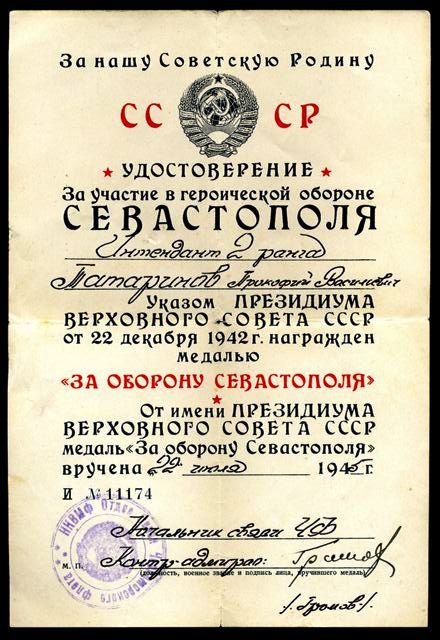 За нашу Советскую Родину
СС СР
УДОСТОВЕРЕНИЕ
За участие в героической обороне
СЕВАСТОПОЛЯ
Интендант 2 ранга
Татаринов Прокофий Василиевич
Указом ПРЕЗИДИУМА
ВЕРХОВНОГО СОВЕТА СССР
от 22 декабря 1942 г. награжден
медалью
«ЗА ОБОРОНУ СЕВАСТОПОЛЯ»
От имени ПРЕЗИДИУМА
ВЕРХОВНОГО СОВЕТА СССР
медаль «За оборону Севастополя»
вручена 22 июля 1945 г.
И № 11174
Начальник связи ЧФ
М. П. Контр-адмирал:
(должность, военное звание и подпись лица, вручившего медаль)
/Громов/